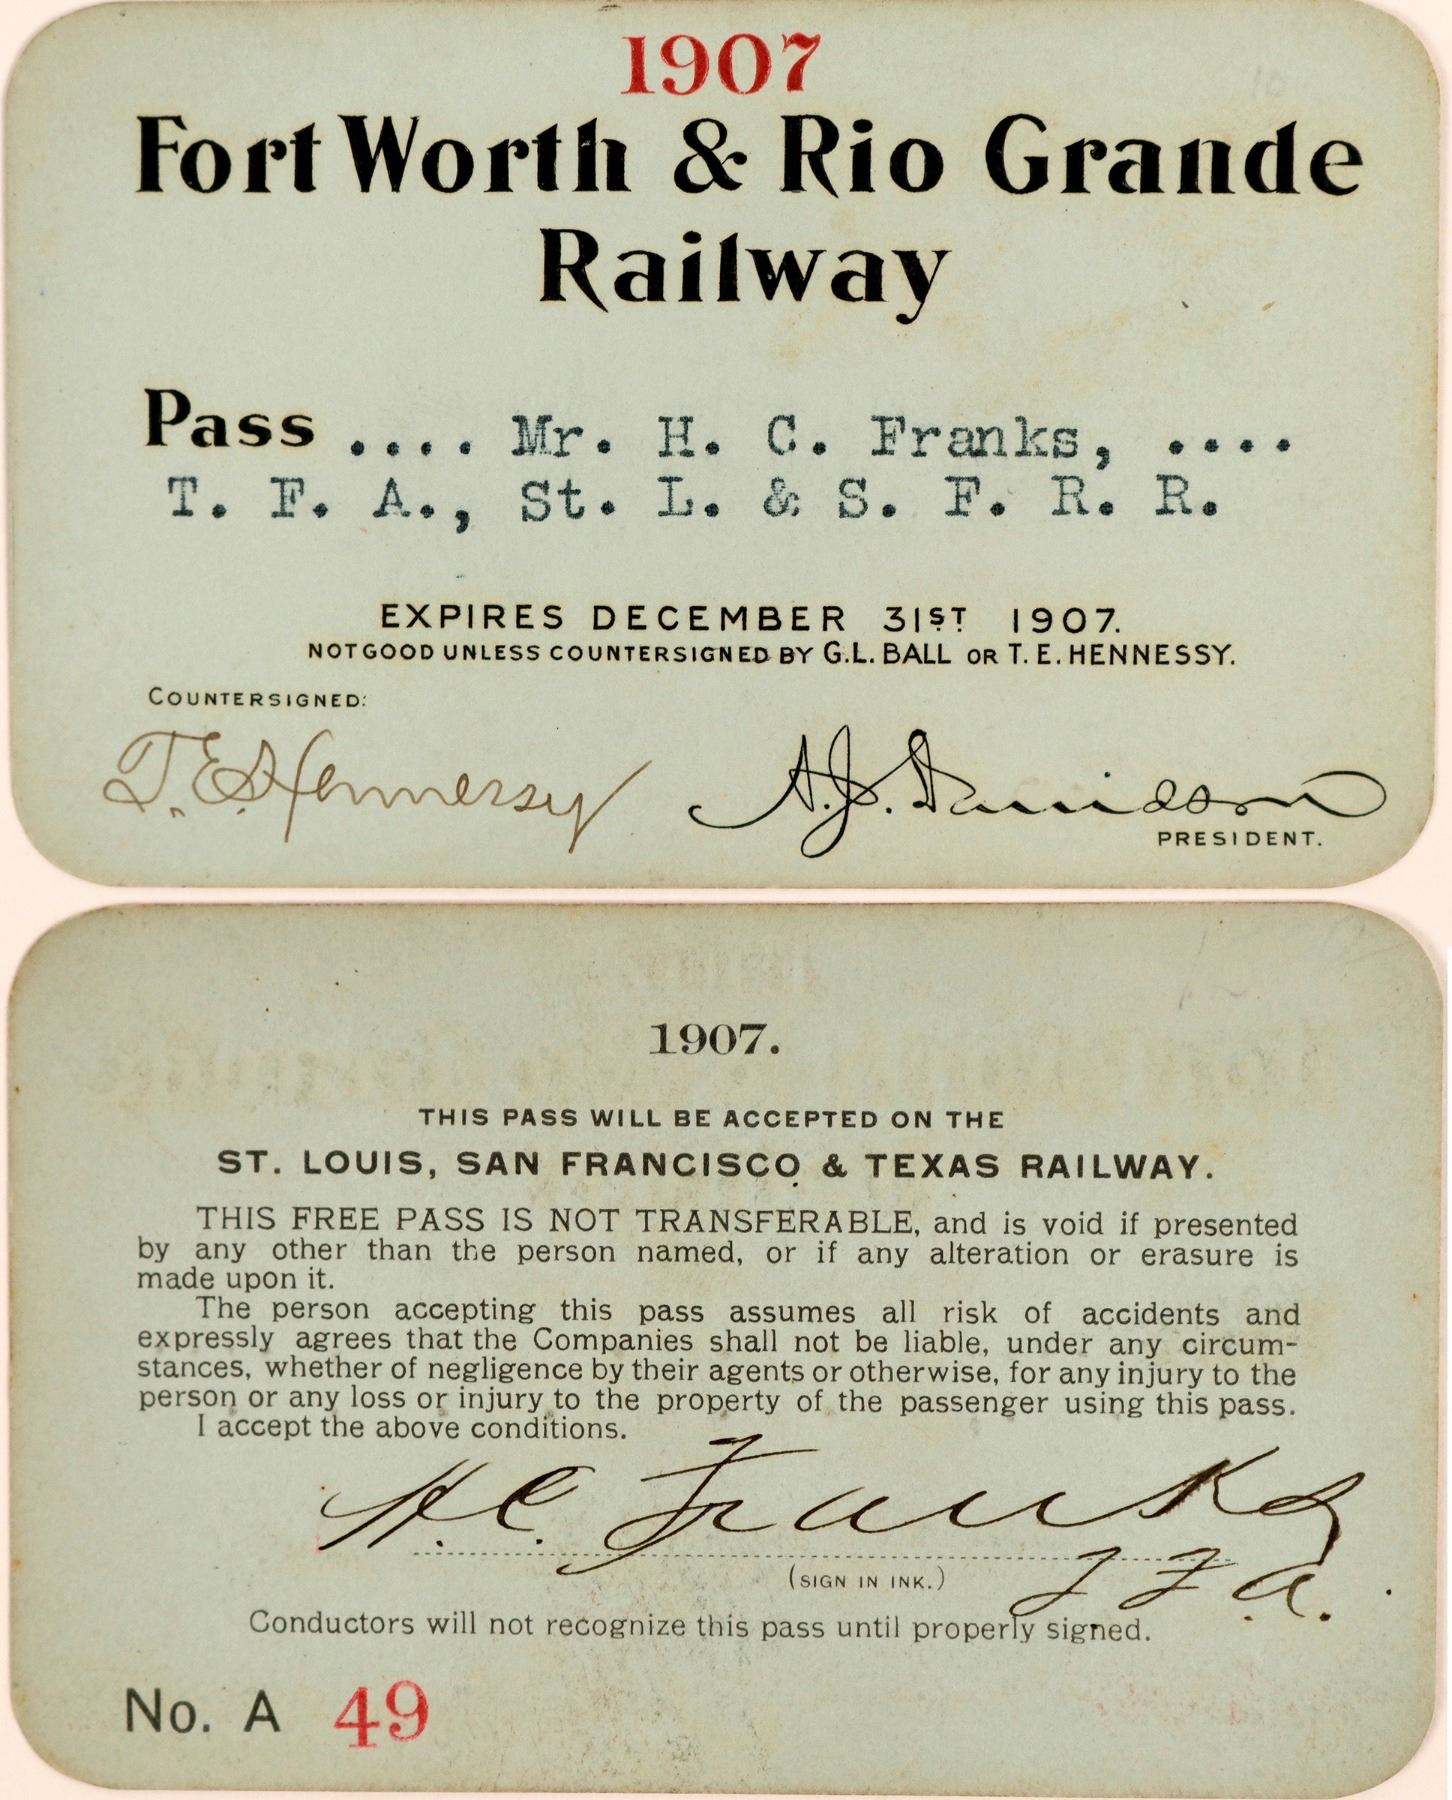 1907
Fort Worth & Rio Grande
Railway
Pass .... Mr. H. C. Franks, ....
T. F. A., St. L. & S. F. R. R.
EXPIRES DECEMBER 31ST 1907.
NOT GOOD UNLESS COUNTERSIGNED BY G.L. BALL OR T. E. HENNESSY.
COUNTERSIGNED:
T. E. Hennessy
A. J. Davidson
PRESIDENT.
1907.
THIS PASS WILL BE ACCEPTED ON THE
ST. LOUIS, SAN FRANCISCO & TEXAS RAILWAY.
THIS FREE PASS IS NOT TRANSFERABLE, and is void if presented
by any other than the person named, or if any alteration or erasure is
made upon it.
The person accepting this pass assumes all risk of accidents and
expressly agrees that the Companies shall not be liable, under any circum-
stances, whether of negligence by their agents or otherwise, for any injury to the
person or any loss or injury to the property of the passenger using this pass.
I accept the above conditions.
H. C. Franks
T F A.
(SIGN IN INK.)
Conductors will not recognize this pass until properly signed.
No. A 49